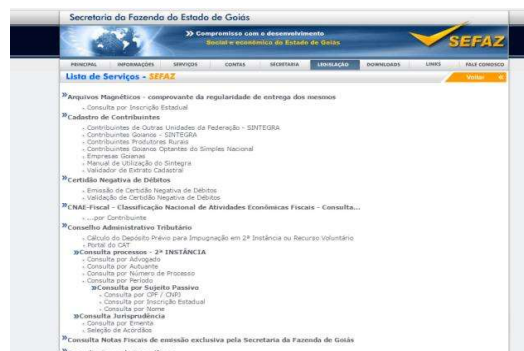 Secretaria da Fazenda do Estado de Goiás
Compromisso com o desenvolvimento
Social e econômico do Estado de Goiás
SEFAZ
PRINCIPAL INFORMAÇÕES SERVIÇOS CONTAS SECRETARIA LEGISLAÇÃO DOWNLOADS LINKS FALE CONOSCO
Lista de Serviços - SEFAZ
Voltar
Arquivos Magnéticos - comprovante da regularidade de entrega dos mesmos
Consulta por Inscrição Estadual
Cadastro de Contribuintes
Contribuintes de Outras Unidades da Federação - SINTEGRA
Contribuintes Goianos - SINTEGRA
Contribuintes Produtores Rurais
Contribuintes Goianos Optantes do Simples Nacional
Empresas Goianas
Manual de Utilização do Sintegra
Validador de Extrato Cadastral
Certidão Negativa de Débitos
Emissão de Certidão Negativa de Débitos
Validação de Certidão Negativa de Débitos
CNAE-Fiscal - Classificação Nacional de Atividades Econômicas Fiscais - Consulta...
...por Contribuinte
Conselho Administrativo Tributário
Cálculo do Depósito Prévio para Impugnação em 2ª Instância ou Recurso Voluntário
Portal do CAT
Consulta processos - 2ª INSTÂNCIA
Consulta por Advogado
Consulta por Autuante
Consulta por Número de Processo
Consulta por Período
Consulta por Sujeito Passivo
Consulta por CPF / CNPJ
Consulta por Inscrição Estadual
Consulta por Nome
Consulta Jurisprudência
Consulta por Ementa
Seleção de Acórdãos
Consulta Notas Fiscais de emissão exclusiva pela Secretaria da Fazenda de Goiás